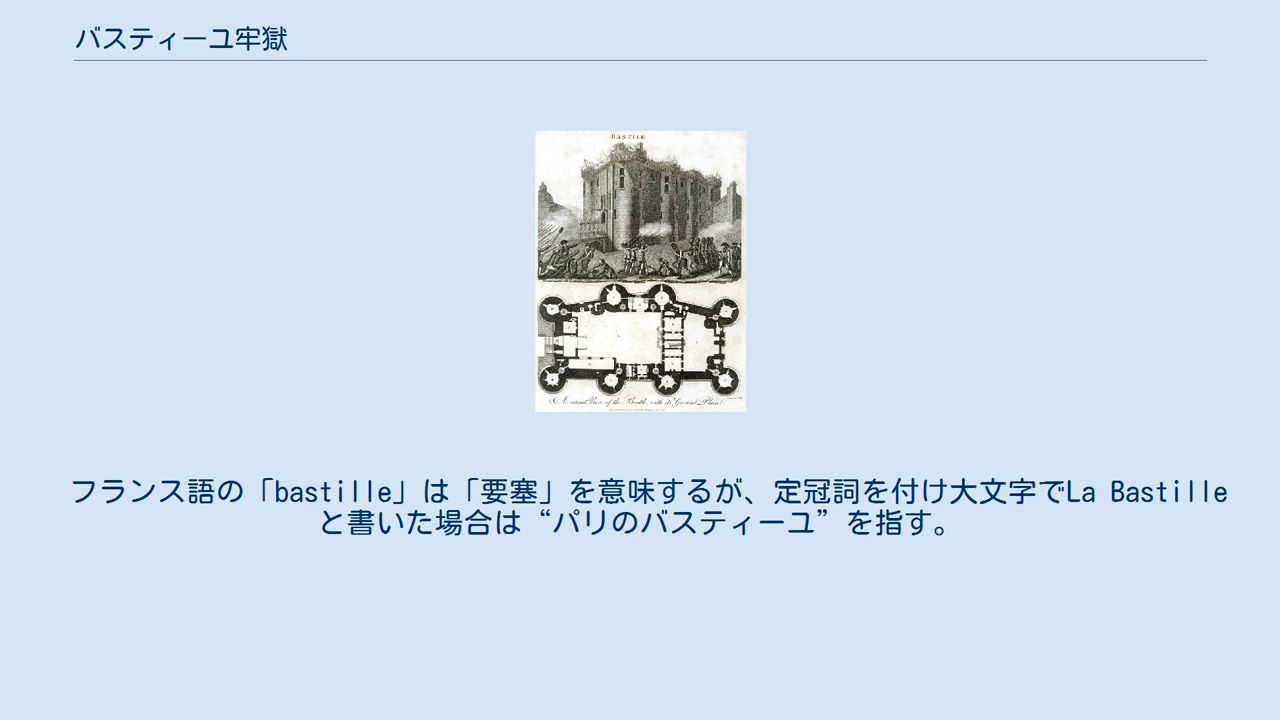 バスティーユ牢獄
BASTILE
フランス語の「bastille」は「要塞」を意味するが、定冠詞を付け大文字でLa Bastille
と書いた場合は“パリのバスティーユ”を指す。